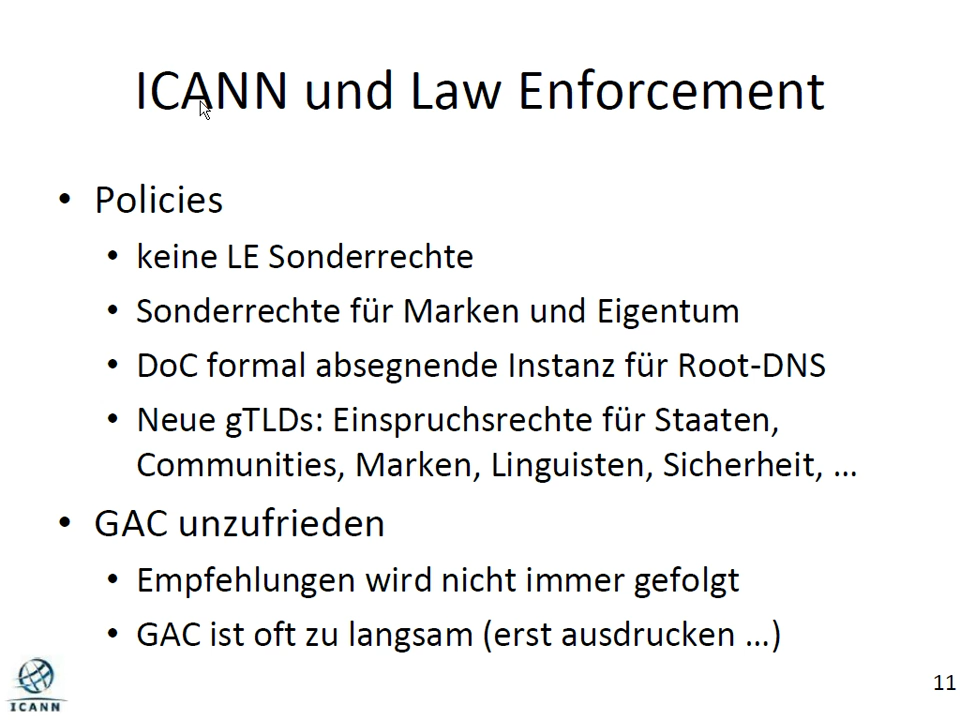 ICANN und Law Enforcement
• Policies
• keine LE Sonderrechte
• Sonderrechte für Marken und Eigentum
• DoC formal absegnende Instanz für Root-DNS
• Neue gTLDs: Einspruchsrechte für Staaten,
Communities, Marken, Linguisten, Sicherheit, …
• GAC unzufrieden
• Empfehlungen wird nicht immer gefolgt
• GAC ist oft zu langsam (erst ausdrucken …)
ICANN
11